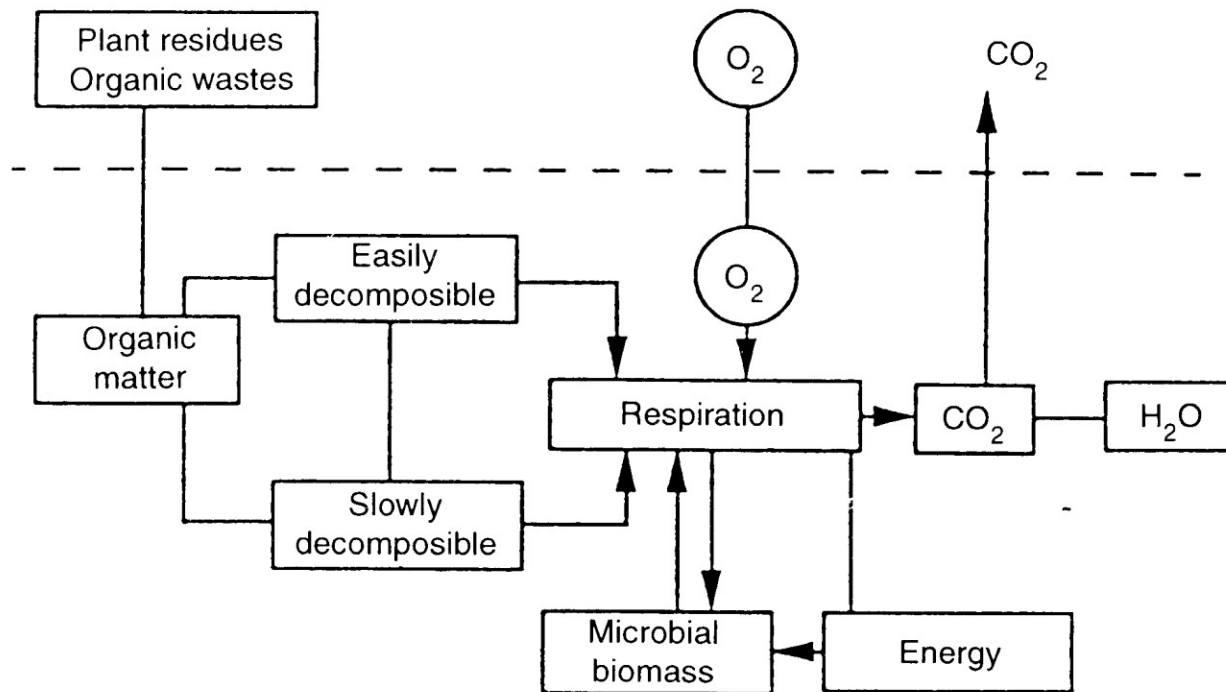 Plant residues
Organic wastes
O₂
CO₂
Easily
decomposible
O₂
Organic
matter
Respiration
CO₂
H₂O
Slowly
decomposible
Microbial
biomass
Energy